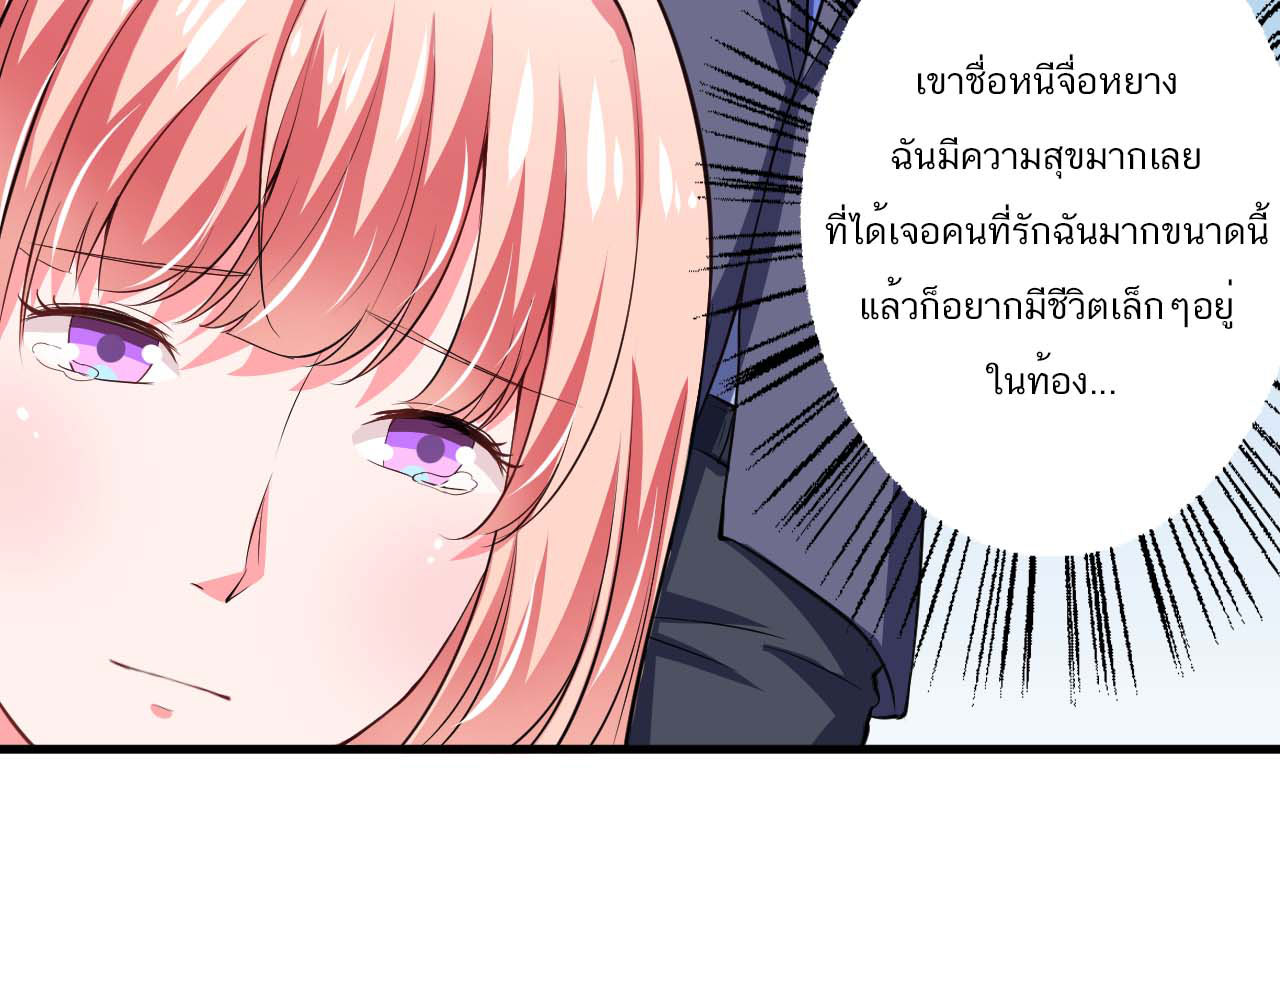 เขาชื่อหนีจื่อหยาง
ฉันมีความสุขมากเลย
ที่ได้เจอคนที่รักฉันมากขนาดนี้
แล้วก็อยากมีชีวิตเล็กๆอยู่
ในท้อง...